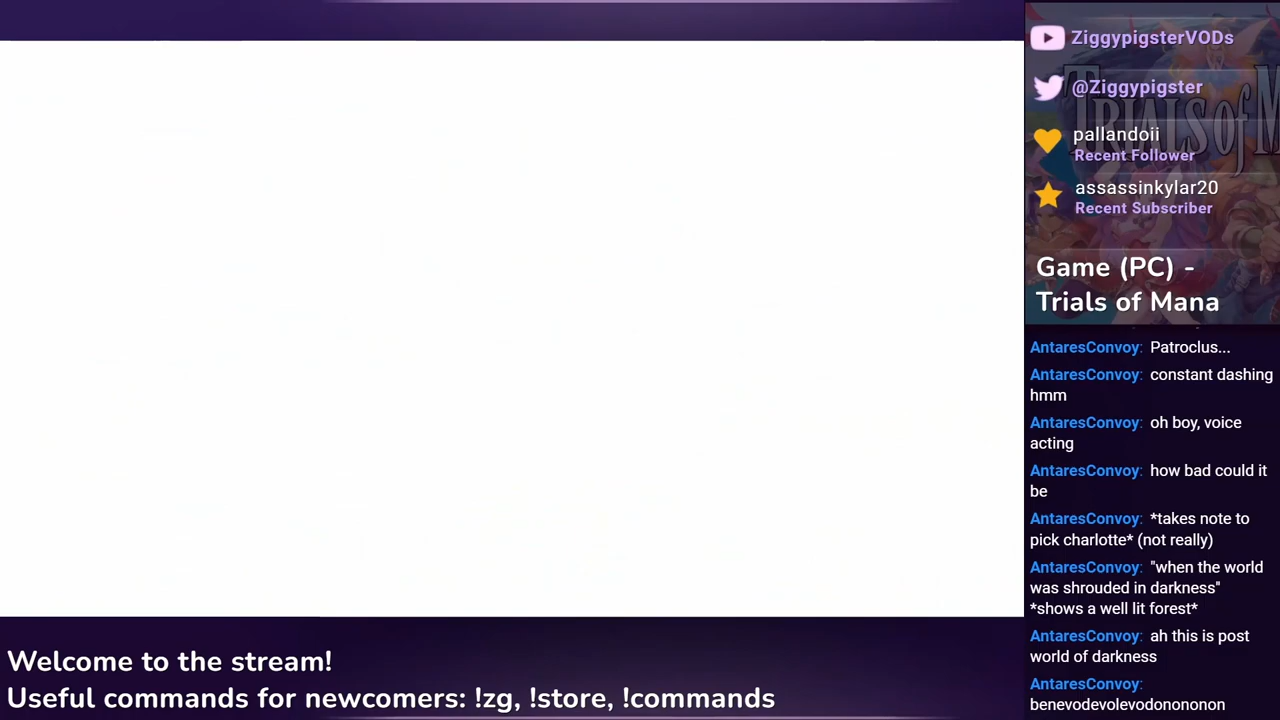 ZiggypigsterVODs
@Ziggypigster
pallandoii
Recent Follower
assassinkylar20
Recent Subscriber
TRIALS of M
Game (PC) -
Trials of Mana
AntaresConvoy: Patroclus...
AntaresConvoy: constant dashing
hmm
AntaresConvoy: oh boy, voice
acting
AntaresConvoy: how bad could it
be
AntaresConvoy: *takes note to
pick charlotte* (not really)
AntaresConvoy: "when the world
was shrouded in darkness"
*shows a well lit forest*
AntaresConvoy: ah this is post
world of darkness
AntaresConvoy:
benevodevolevodonononon
Welcome to the stream!
Useful commands for newcomers: !zg, !store, !commands